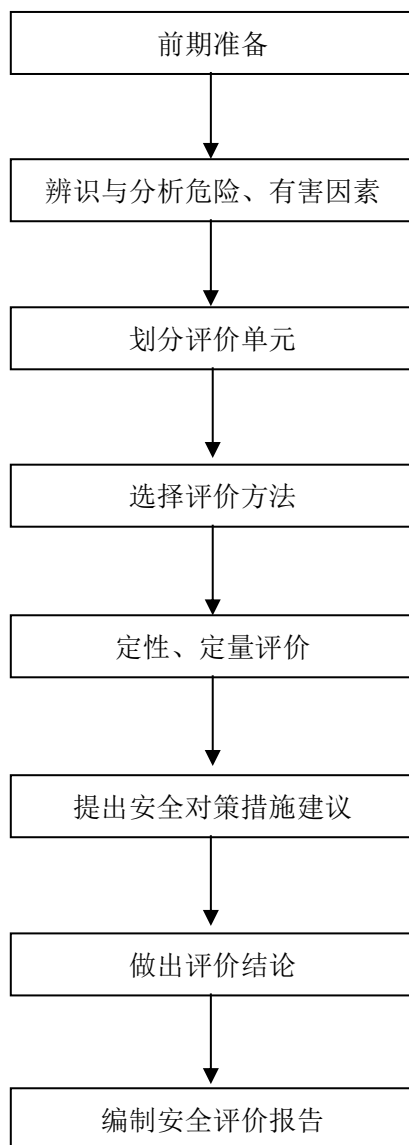 前期准备
辨识与分析危险、有害因素
划分评价单元
选择评价方法
定性、定量评价
提出安全对策措施建议
做出评价结论
编制安全评价报告